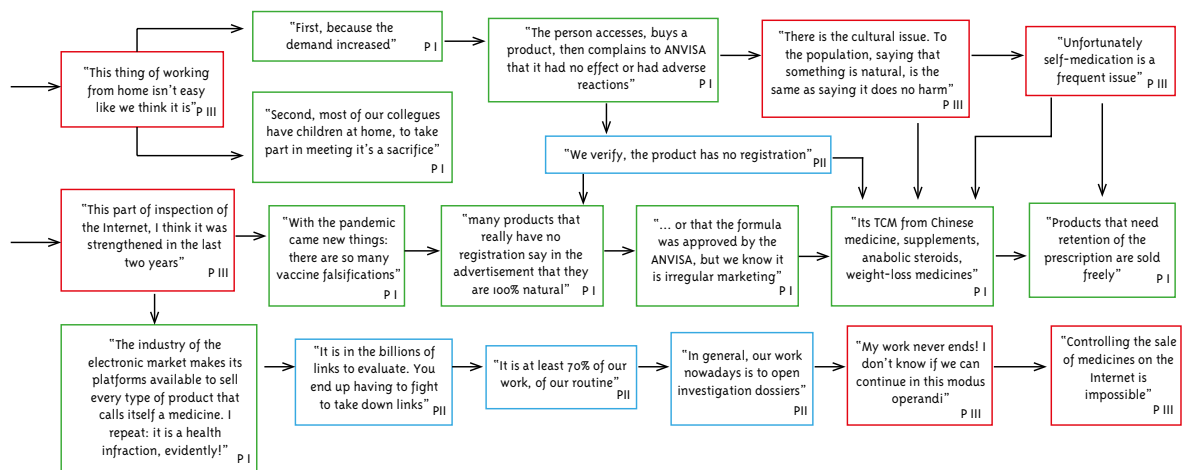 “First, because the
demand increased”
P I
“This thing of working
from home isn’t easy
like we think it is”
P III
“Second, most of our collegues
have children at home, to take
part in meeting it’s a sacrifice”
P I
“The person accesses, buys a
product, then complains to ANVISA
that it had no effect or had adverse
reactions”
P I
“There is the cultural issue. To
the population, saying that
something is natural, is the
same as saying it does no harm”
P III
“Unfortunately
self-medication is a
frequent issue”
P III
“We verify, the product has no registration”
PII
“This part of inspection of
the Internet, I think it was
strengthened in the last
two years”
P III
“With the pandemic
came new things:
there are so many
vaccine falsifications”
P I
“many products that
really have no
registration say in the
advertisement that they
are 100% natural”
P I
“... or that the formula
was approved by the
ANVISA, but we know it
is irregular marketing”
P I
“Its TCM from Chinese
medicine, supplements,
anabolic steroids,
weight-loss medicines”
P I
“Products that need
retention of the
prescription are sold
freely”
P I
“The industry of the
electronic market makes its
platforms available to sell
every type of product that
calls itself a medicine. I
repeat: it is a health
infraction, evidently!”
P I
“It is in the billions of
links to evaluate. You
end up having to fight
to take down links”
PII
“It is at least 70% of our
work, of our routine”
PII
“In general, our work
nowadays is to open
investigation dossiers”
PII
“My work never ends! I
don’t know if we can
continue in this modus
operandi”
P III
“Controlling the sale
of medicines on the
Internet is
impossible”
P III